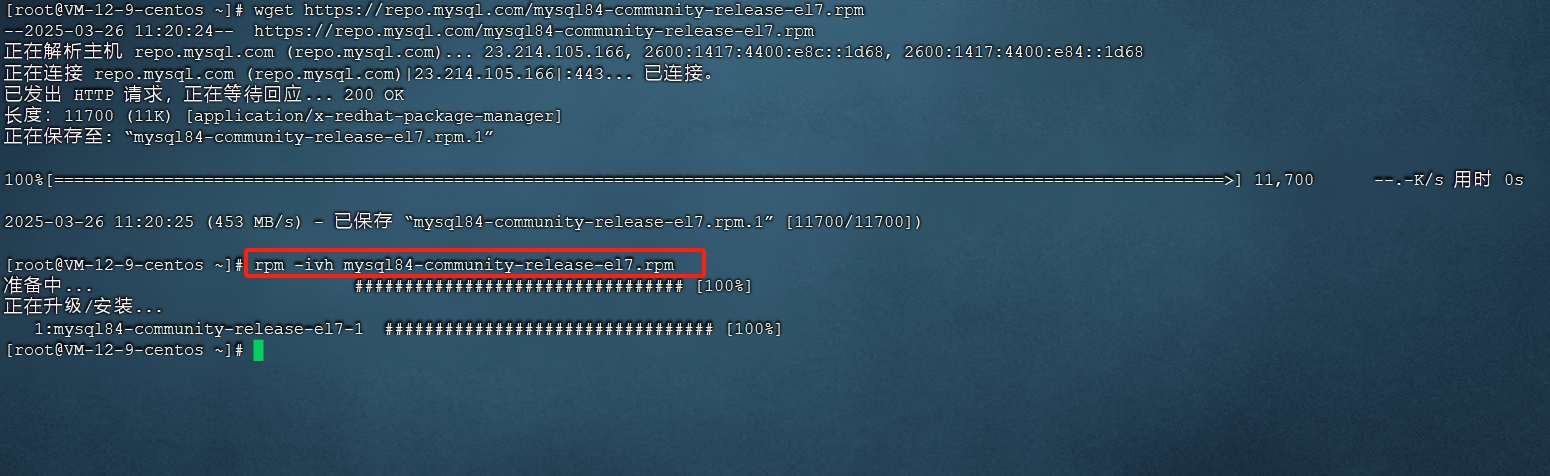 [root@VM-12-9-centos ~]# wget https://repo.mysql.com/mysql84-community-release-el7.rpm
--2025-03-26 11:20:24--  https://repo.mysql.com/mysql84-community-release-el7.rpm
正在解析主机 repo.mysql.com (repo.mysql.com)... 23.214.105.166, 2600:1417:4400:e8c::1d68, 2600:1417:4400:e84::1d68
正在连接 repo.mysql.com (repo.mysql.com)|23.214.105.166|:443... 已连接。
已发出 HTTP 请求，正在等待回应... 200 OK
长度：11700 (11K) [application/x-redhat-package-manager]
正在保存至: “mysql84-community-release-el7.rpm.1”
100%[=====================================================================================================================>] 11,700      --.-K/s 用时 0s
2025-03-26 11:20:25 (453 MB/s) - 已保存 “mysql84-community-release-el7.rpm.1” [11700/11700])
[root@VM-12-9-centos ~]# rpm -ivh mysql84-community-release-el7.rpm
准备中...                          ################################# [100%]
正在升级/安装...
   1:mysql84-community-release-el7-1  ################################# [100%]
[root@VM-12-9-centos ~]#